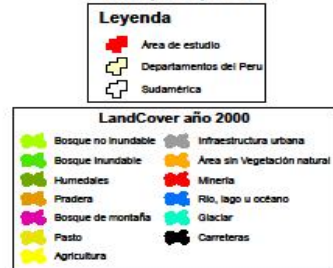 Leyenda
Área de estudio
Departamentos del Peru
Sudamérica
LandCover año 2000
Bosque no inundable
Bosque inundable
Humedales
Pradera
Bosque de montaña
Pasto
Agricultura
Infraestructura urbana
Área sin Vegetación natural
Minería
Río, lago u océano
Glaciar
Carreteras